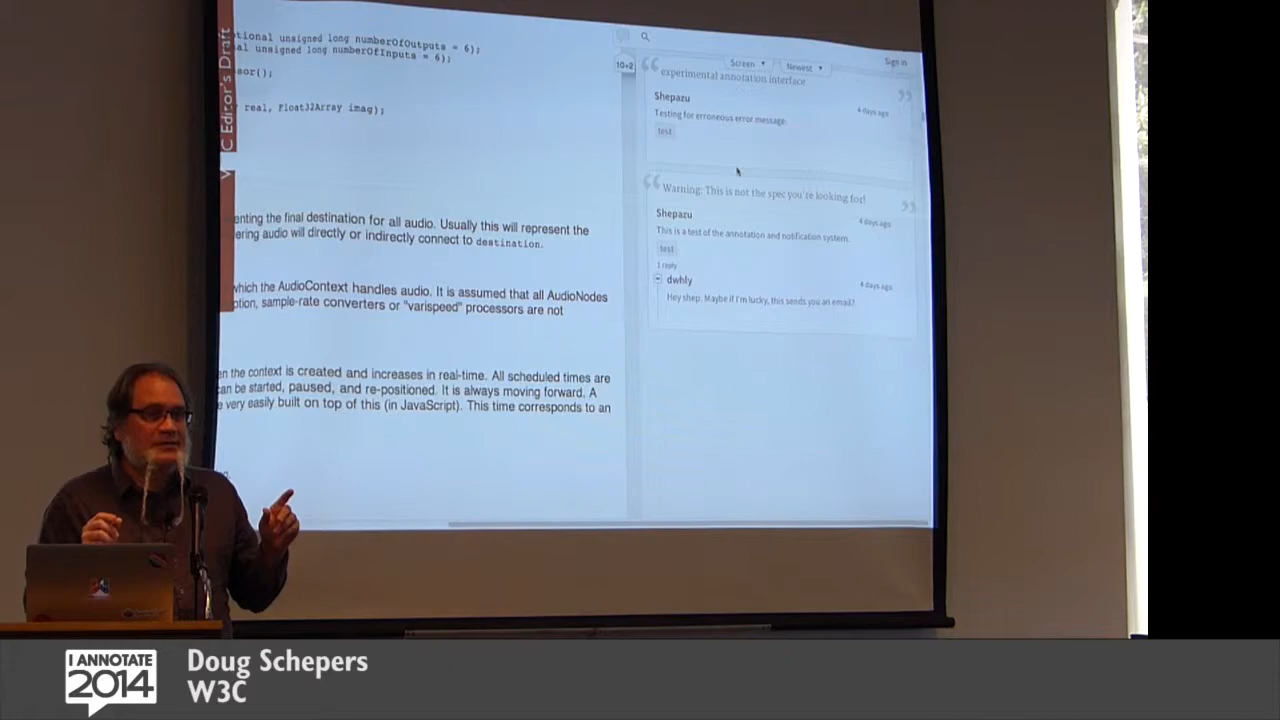 tional unsigned long numberOfOutputs = 6);
al unsigned long numberOfInputs = 6);
sor();
real, Float32Array imag);
C Editor's Draft
enting the final destination for all audio. Usually this will represent the
ering audio will directly or indirectly connect to destination.
which the AudioContext handles audio. It is assumed that all AudioNodes
ption, sample-rate converters or "varispeed" processors are not
en the context is created and increases in real-time. All scheduled times are
can be started, paused, and re-positioned. It is always moving forward. A
e very easily built on top of this (in JavaScript). This time corresponds to an
10+2
Screen
Newest
Sign in
experimental annotation interface
Shepazu
4 days ago
Testing for erroneous error message.
test
Warning: This is not the spec you're looking for!
Shepazu
4 days ago
This is a test of the annotation and notification system.
test
1 reply
dwhly
4 days ago
Hey shep. Maybe if I'm lucky, this sends you an email?
I ANNOTATE
2014
Doug Schepers
W3C